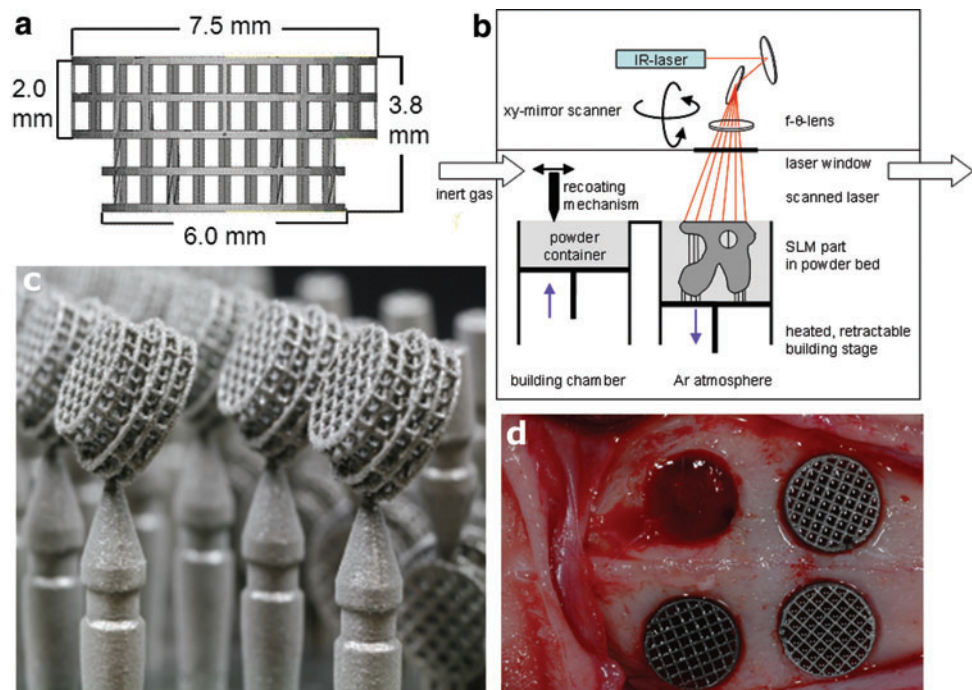 a
7.5 mm
2.0
mm
3.8
mm
6.0 mm
b
IR-laser
xy-mirror scanner
f-θ-lens
laser window
inert gas
recoating
mechanism
scanned laser
powder
container
SLM part
in powder bed
heated, retractable
building stage
building chamber
Ar atmosphere
c
d